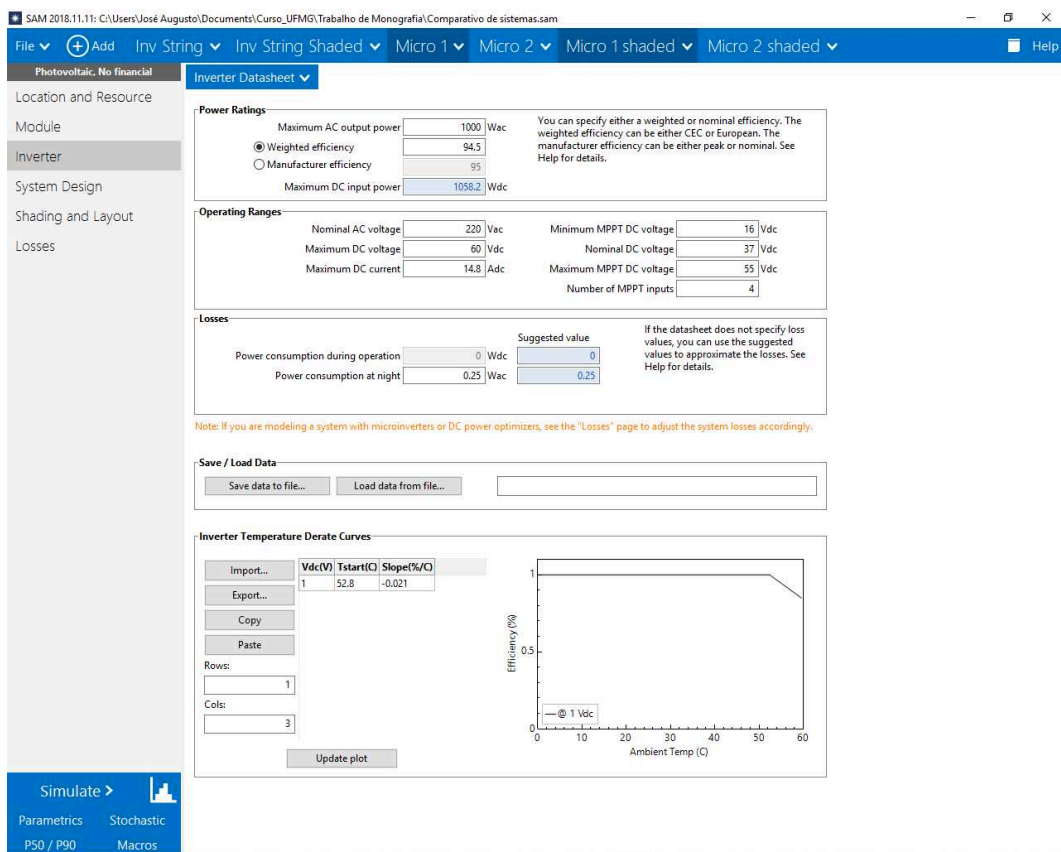 SAM 2018.11.11: C:\Users\José Augusto\Documents\Curso_UFMG\Trabalho de Monografia\Comparativo de sistemas.sam
File Add Inv String Inv String Shaded Micro 1 Micro 2 Micro 1 shaded Micro 2 shaded Help
Photovoltaic, No financial
Location and Resource
Module
Inverter
System Design
Shading and Layout
Losses
Inverter Datasheet
Power Ratings
Maximum AC output power 1000 Wac
Weighted efficiency 94.5
Manufacturer efficiency 95
Maximum DC input power 1058.2 Wdc
You can specify either a weighted or nominal efficiency. The
weighted efficiency can be either CEC or European. The
manufacturer efficiency can be either peak or nominal. See
Help for details.
Operating Ranges
Nominal AC voltage 220 Vac
Maximum DC voltage 60 Vdc
Maximum DC current 14.8 Adc
Minimum MPPT DC voltage 16 Vdc
Nominal DC voltage 37 Vdc
Maximum MPPT DC voltage 55 Vdc
Number of MPPT inputs 4
Losses
Suggested value
Power consumption during operation 0 Wdc 0
Power consumption at night 0.25 Wac 0.25
If the datasheet does not specify loss
values, you can use the suggested
values to approximate the losses. See
Help for details.
Note: If you are modeling a system with microinverters or DC power optimizers, see the "Losses" page to adjust the system losses accordingly.
Save / Load Data
Save data to file... Load data from file...
Inverter Temperature Derate Curves
Import...
Export...
Copy
Paste
Rows:
1
Cols:
3
Vdc(V) Tstart(C) Slope(%/C)
1 52.8 -0.021
Update plot
Efficiency (%)
1
0.5
0
@ 1 Vdc
0 10 20 30 40 50 60
Ambient Temp (C)
Simulate >
Parametrics Stochastic
P50 / P90 Macros